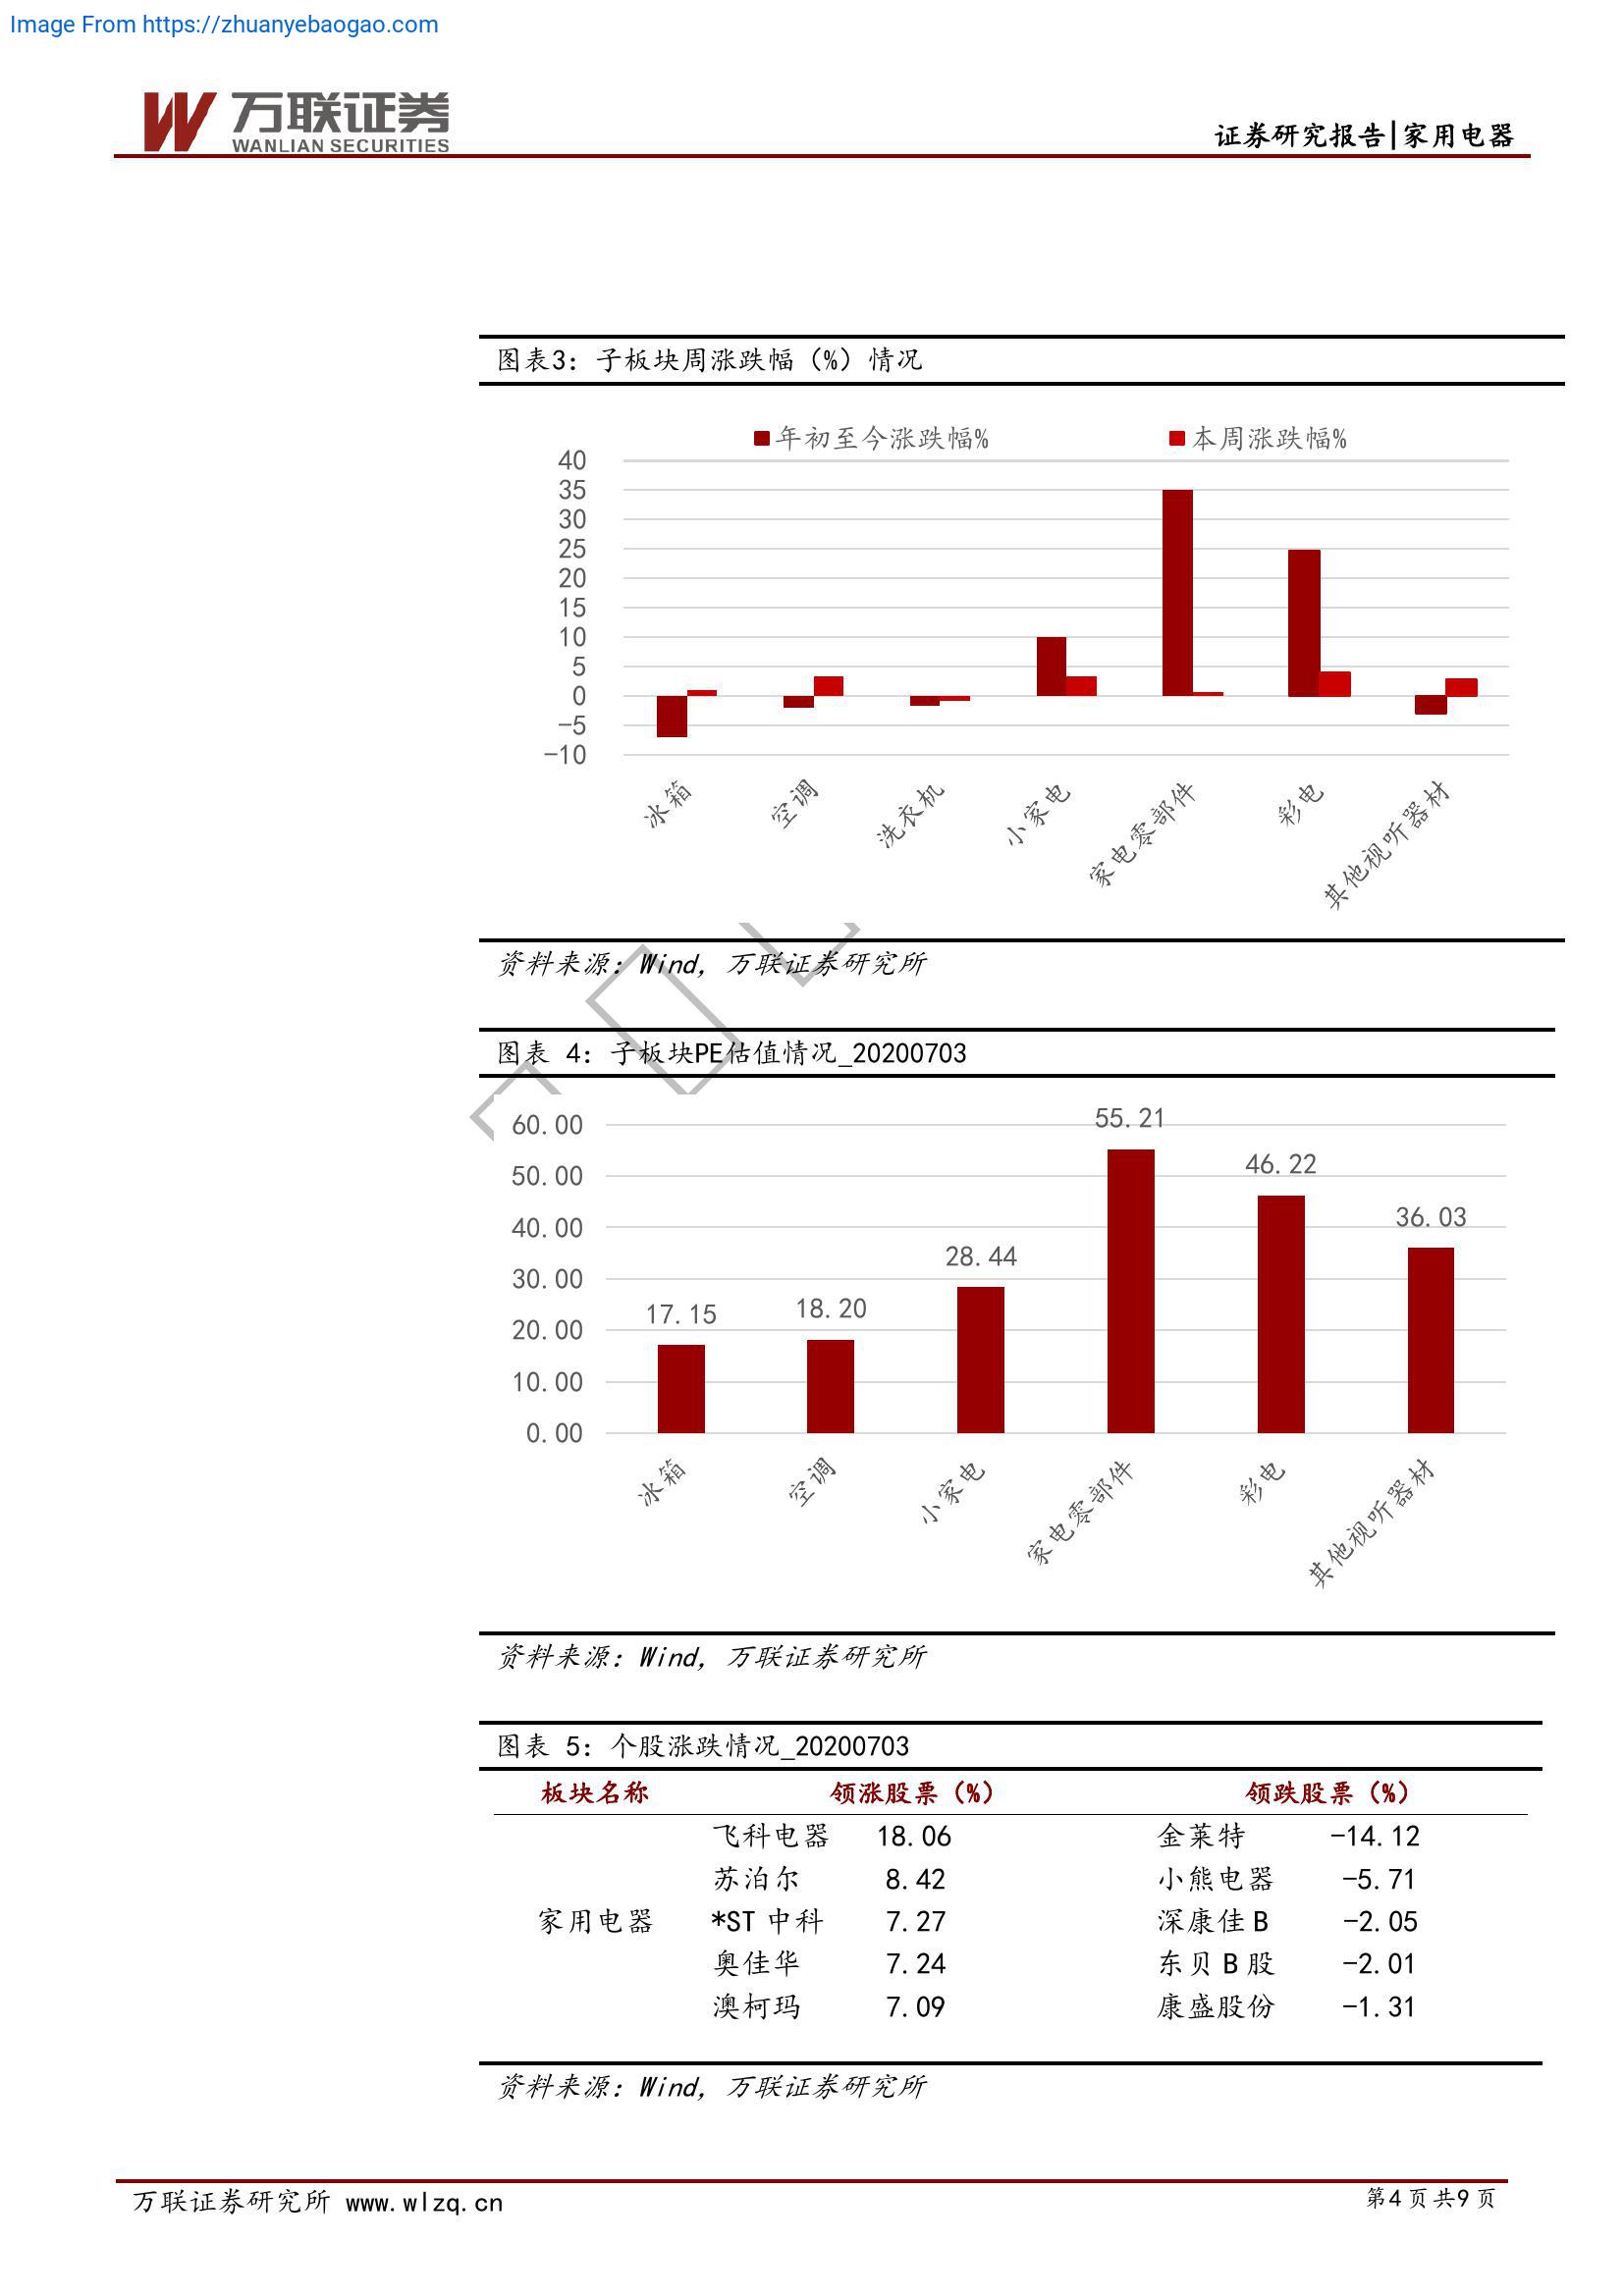 Image From https://zhuanyebaogao.com
万联证券
WANLIAN SECURITIES
证券研究报告|家用电器
图表3：子板块周涨跌幅（%）情况
年初至今涨跌幅% 本周涨跌幅%
40
35
30
25
20
15
10
5
0
-5
-10
冰箱 空调 洗衣机 小家电 家电零部件 彩电 其他视听器材
资料来源：Wind，万联证券研究所
图表 4：子板块PE估值情况_20200703
60.00
50.00
40.00
30.00
20.00
10.00
0.00
17.15 18.20 28.44 55.21 46.22 36.03
冰箱 空调 小家电 家电零部件 彩电 其他视听器材
资料来源：Wind，万联证券研究所
图表 5：个股涨跌情况_20200703
板块名称 领涨股票（%） 领跌股票（%）
飞科电器 18.06 金莱特 -14.12
苏泊尔 8.42 小熊电器 -5.71
家用电器 *ST 中科 7.27 深康佳 B -2.05
奥佳华 7.24 东贝 B 股 -2.01
澳柯玛 7.09 康盛股份 -1.31
资料来源：Wind，万联证券研究所
万联证券研究所 www.wlzq.cn 第4页共9页